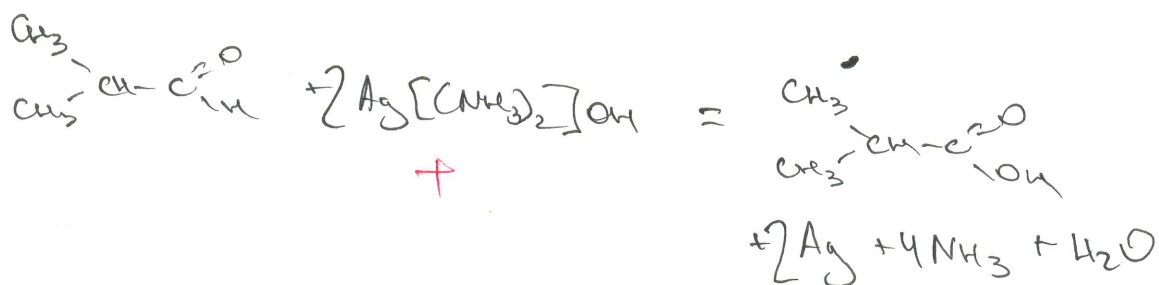 CH3
CH3 CH - C = O H + 2Ag[(NH3)2]OH = CH3 CH3 CH - C = O OH
+
+ 2Ag + 4NH3 + H2O